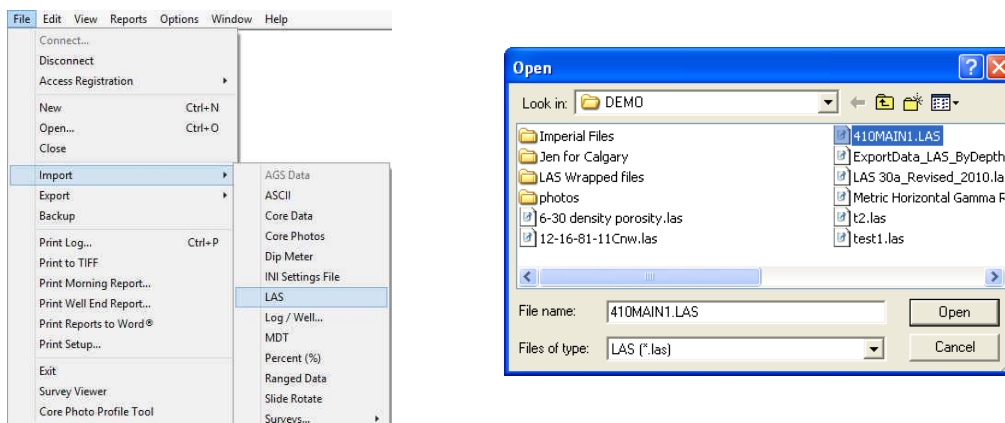 File Edit View Reports Options Window Help
Connect...
Disconnect
Access Registration
New Ctrl+N
Open... Ctrl+O
Close
Import
Export
Backup
Print Log... Ctrl+P
Print to TIFF
Print Morning Report...
Print Well End Report...
Print Reports to Word®
Print Setup...
Exit
Survey Viewer
Core Photo Profile Tool
AGS Data
ASCII
Core Data
Core Photos
Dip Meter
INI Settings File
LAS
Log / Well...
MDT
Percent (%)
Ranged Data
Slide Rotate
Surveys...
Open
Look in: DEMO
Imperial Files
Jen for Calgary
LAS Wrapped files
photos
6-30 density porosity.las
12-16-81-11Cnw.las
410MAIN1.LAS
ExportData_LAS_ByDepth
LAS 30a_Revised_2010.la
Metric Horizontal Gamma R
t2.las
test1.las
File name: 410MAIN1.LAS Open
Files of type: LAS (*.las) Cancel